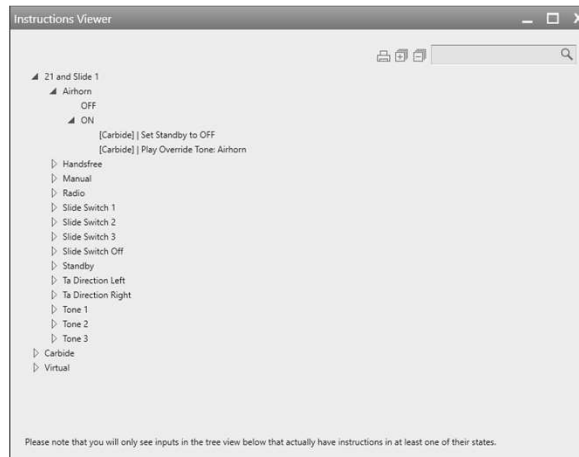 Instructions Viewer
21 and Slide 1
Airhorn
OFF
ON
[Carbide] | Set Standby to OFF
[Carbide] | Play Override Tone: Airhorn
Handsfree
Manual
Radio
Slide Switch 1
Slide Switch 2
Slide Switch 3
Slide Switch Off
Standby
Ta Direction Left
Ta Direction Right
Tone 1
Tone 2
Tone 3
Carbide
Virtual
Please note that you will only see inputs in the tree view below that actually have instructions in at least one of their states.